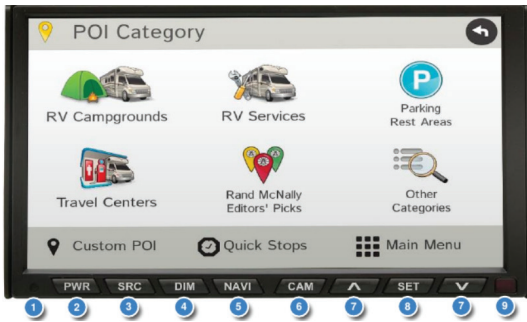 POI Category
RV Campgrounds
RV Services
P
Parking
Rest Areas
Travel Centers
Rand McNally
Editors' Picks
Other
Categories
Custom POI
Quick Stops
Main Menu
PWR SRC DIM NAVI CAM SET
1 2 3 4 5 6 7 8 7 9